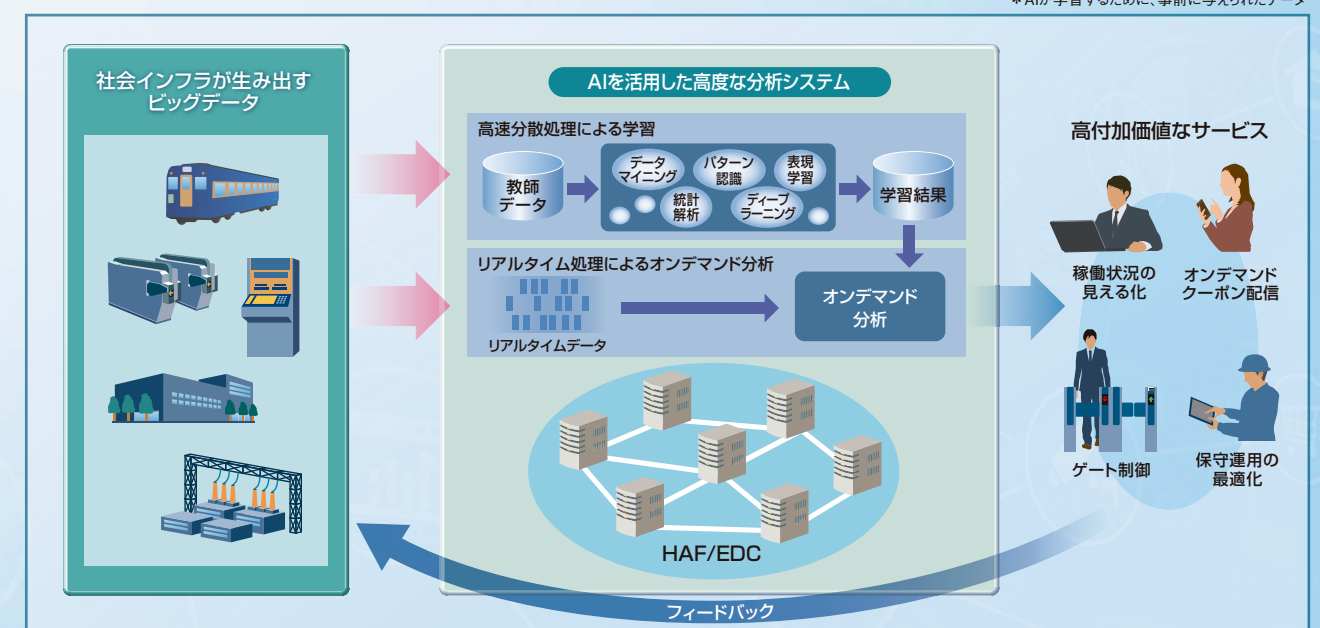 ＊AIが学習するために、事前に与えられたデータ
社会インフラが生み出す
ビッグデータ
AIを活用した高度な分析システム
高速分散処理による学習
教師
データ
データ
マイニング
パターン
認識
表現
学習
統計
解析
ディープ
ラーニング
学習結果
リアルタイム処理によるオンデマンド分析
リアルタイムデータ
オンデマンド
分析
HAF/EDC
高付加価値なサービス
稼働状況の
見える化
オンデマンド
クーポン配信
ゲート制御
保守運用の
最適化
フィードバック